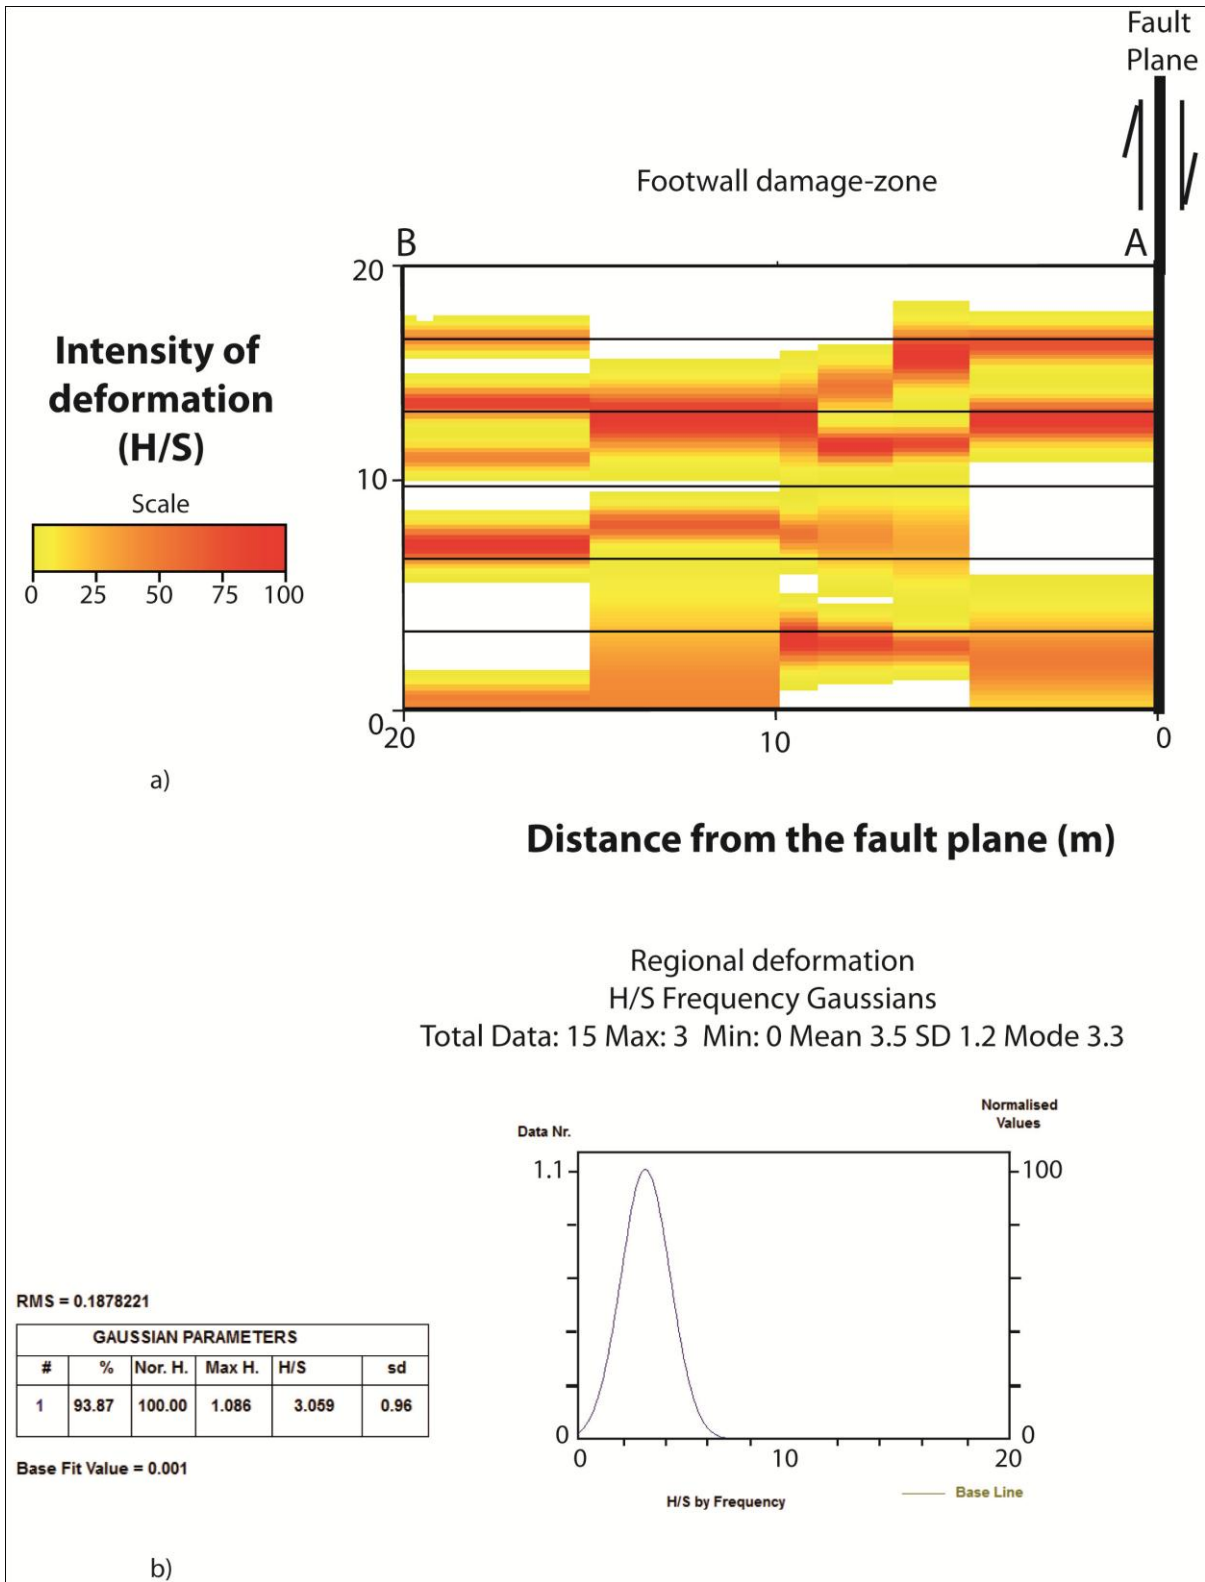 Fault
Plane
Footwall damage-zone
B
A
20
10
0
Intensity of
deformation
(H/S)
Scale
0 25 50 75 100
20 10 0
a)
Distance from the fault plane (m)
Regional deformation
H/S Frequency Gaussians
Total Data: 15 Max: 3 Min: 0 Mean 3.5 SD 1.2 Mode 3.3
Normalised
Values
Data Nr.
1.1
100
0
0
0 10 20
H/S by Frequency
Base Line
RMS = 0.1878221
GAUSSIAN PARAMETERS
# % Nor. H. Max H. H/S sd
1 93.87 100.00 1.086 3.059 0.96
Base Fit Value = 0.001
b)